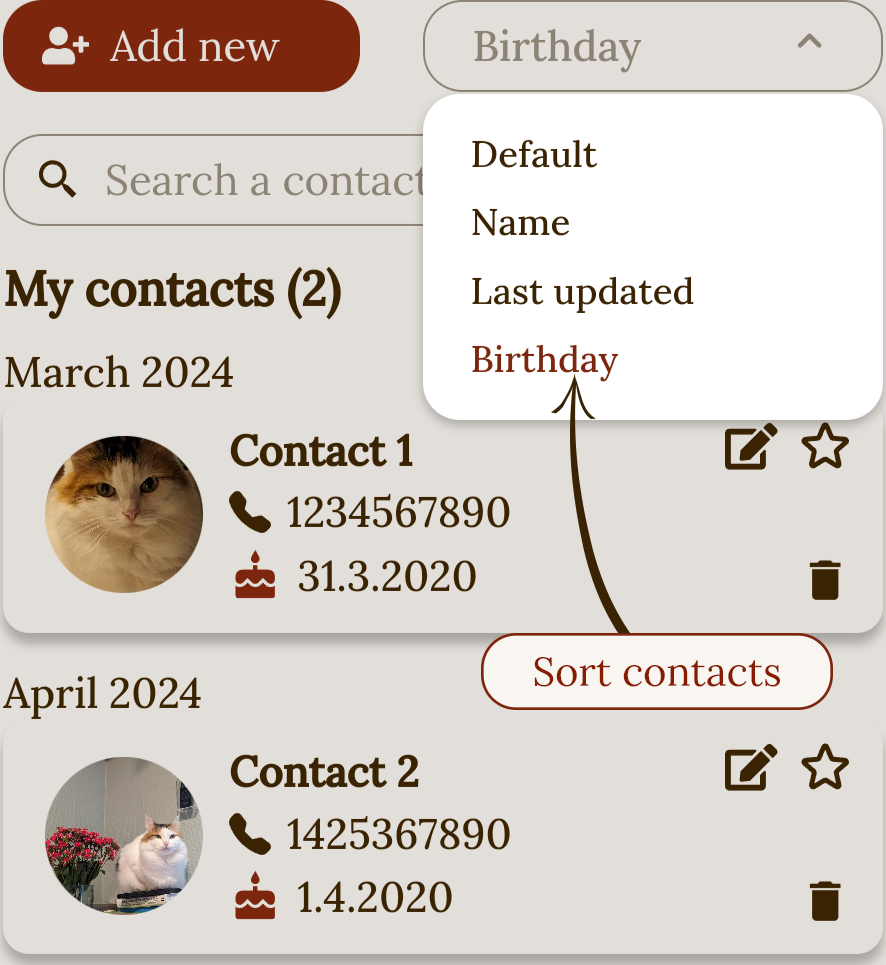 Add new
Birthday
Search a contact
Default
Name
Last updated
Birthday
My contacts (2)
March 2024
Contact 1
1234567890
31.3.2020
Sort contacts
April 2024
Contact 2
1425367890
1.4.2020